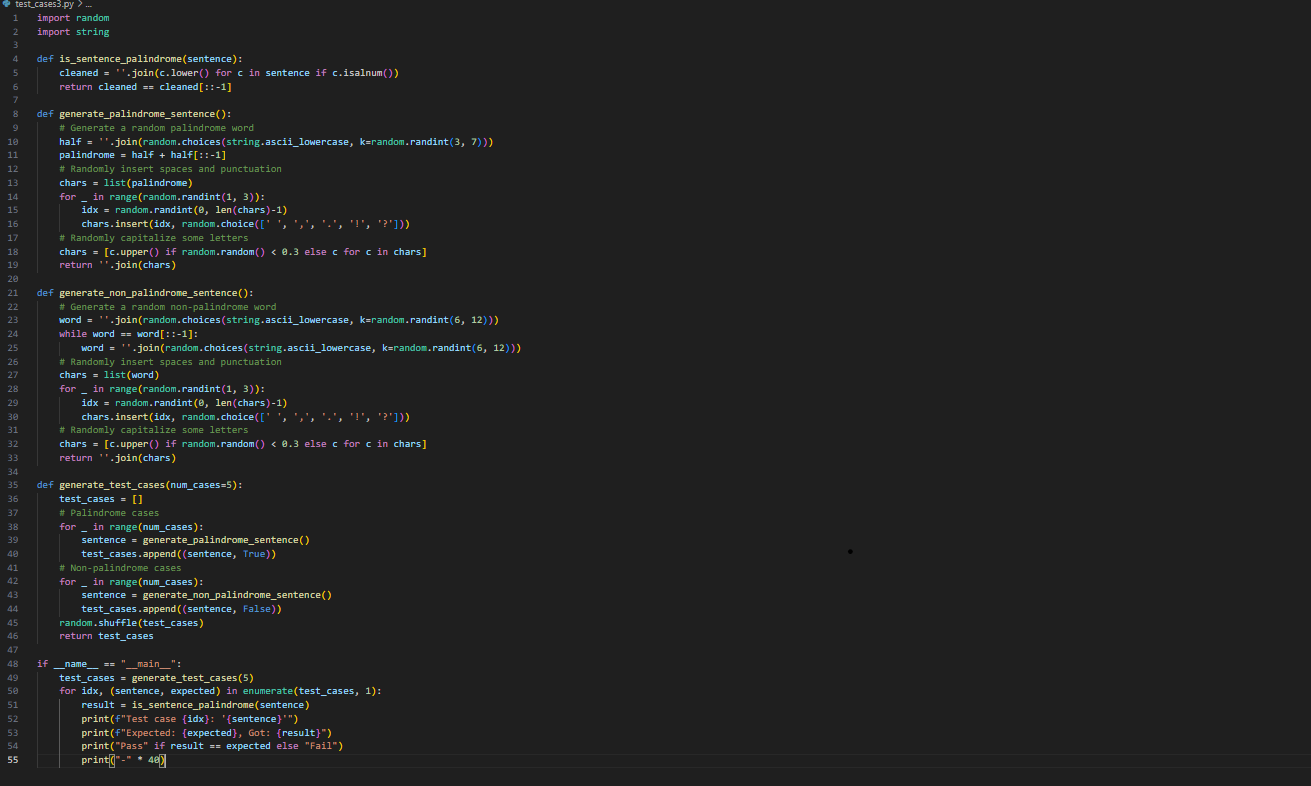 test_cases3.py > ...
1 import random
2 import string
3
4 def is_sentence_palindrome(sentence):
5     cleaned = ''.join(c.lower() for c in sentence if c.isalnum())
6     return cleaned == cleaned[::-1]
7
8 def generate_palindrome_sentence():
9     # Generate a random palindrome word
10     half = ''.join(random.choices(string.ascii_lowercase, k=random.randint(3, 7)))
11     palindrome = half + half[::-1]
12     # Randomly insert spaces and punctuation
13     chars = list(palindrome)
14     for _ in range(random.randint(1, 3)):
15         idx = random.randint(0, len(chars)-1)
16         chars.insert(idx, random.choice([' ', ',', '.', '!', '?']))
17     # Randomly capitalize some letters
18     chars = [c.upper() if random.random() < 0.3 else c for c in chars]
19     return ''.join(chars)
20
21 def generate_non_palindrome_sentence():
22     # Generate a random non-palindrome word
23     word = ''.join(random.choices(string.ascii_lowercase, k=random.randint(6, 12)))
24     while word == word[::-1]:
25         word = ''.join(random.choices(string.ascii_lowercase, k=random.randint(6, 12)))
26     # Randomly insert spaces and punctuation
27     chars = list(word)
28     for _ in range(random.randint(1, 3)):
29         idx = random.randint(0, len(chars)-1)
30         chars.insert(idx, random.choice([' ', ',', '.', '!', '?']))
31     # Randomly capitalize some letters
32     chars = [c.upper() if random.random() < 0.3 else c for c in chars]
33     return ''.join(chars)
34
35 def generate_test_cases(num_cases=5):
36     test_cases = []
37     # Palindrome cases
38     for _ in range(num_cases):
39         sentence = generate_palindrome_sentence()
40         test_cases.append((sentence, True))
41     # Non-palindrome cases
42     for _ in range(num_cases):
43         sentence = generate_non_palindrome_sentence()
44         test_cases.append((sentence, False))
45     random.shuffle(test_cases)
46     return test_cases
47
48 if __name__ == "__main__":
49     test_cases = generate_test_cases(5)
50     for idx, (sentence, expected) in enumerate(test_cases, 1):
51         result = is_sentence_palindrome(sentence)
52         print(f"Test case {idx}: '{sentence}'")
53         print(f"Expected: {expected}, Got: {result}")
54         print("Pass" if result == expected else "Fail")
55         print("-" * 40)